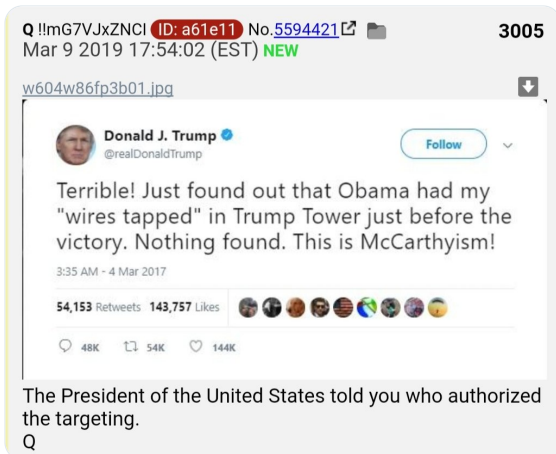 Q !!mG7VJxZNCI ID: a61e11 No.5594421 3005
Mar 9 2019 17:54:02 (EST) NEW
w604w86fp3b01.jpg
Donald J. Trump
@realDonaldTrump
Follow
Terrible! Just found out that Obama had my
"wires tapped" in Trump Tower just before the
victory. Nothing found. This is McCarthyism!
3:35 AM - 4 Mar 2017
54,153 Retweets 143,757 Likes
48K 54K 144K
The President of the United States told you who authorized
the targeting.
Q